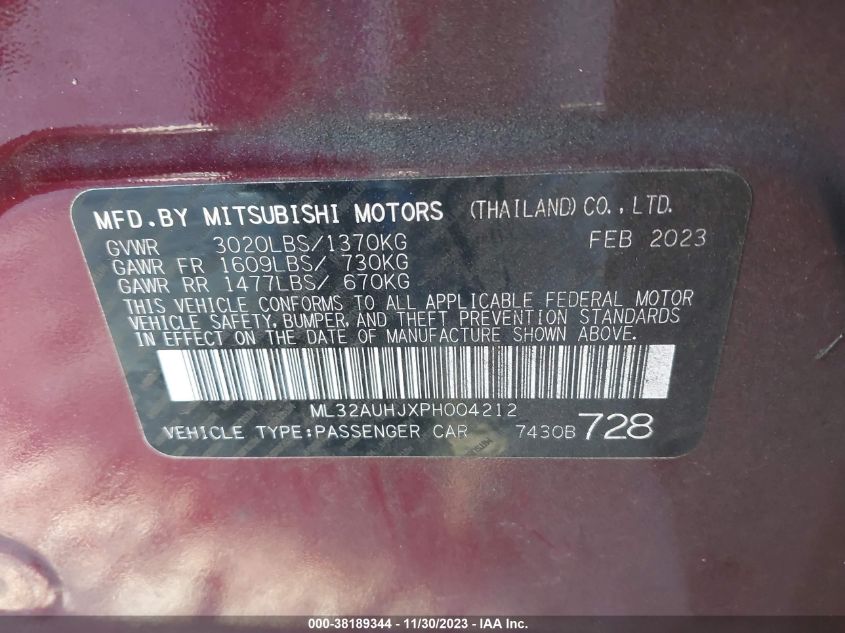 MFD.BY MITSUBISHI MOTORS (THAILAND) CO.,LTD.
GVWR 3020LBS/1370KG FEB 2023
GAWR FR 1609LBS/ 730KG
GAWR RR 1477LBS/ 670KG
THIS VEHICLE CONFORMS TO ALL APPLICABLE FEDERAL MOTOR
VEHICLE SAFETY, BUMPER, AND THEFT PREVENTION STANDARDS
IN EFFECT ON THE DATE OF MANUFACTURE SHOWN ABOVE.
ML32AUHJXPH004212
VEHICLE TYPE:PASSENGER CAR 7430B 728
000-38189344 - 11/30/2023 - © IAA Inc.